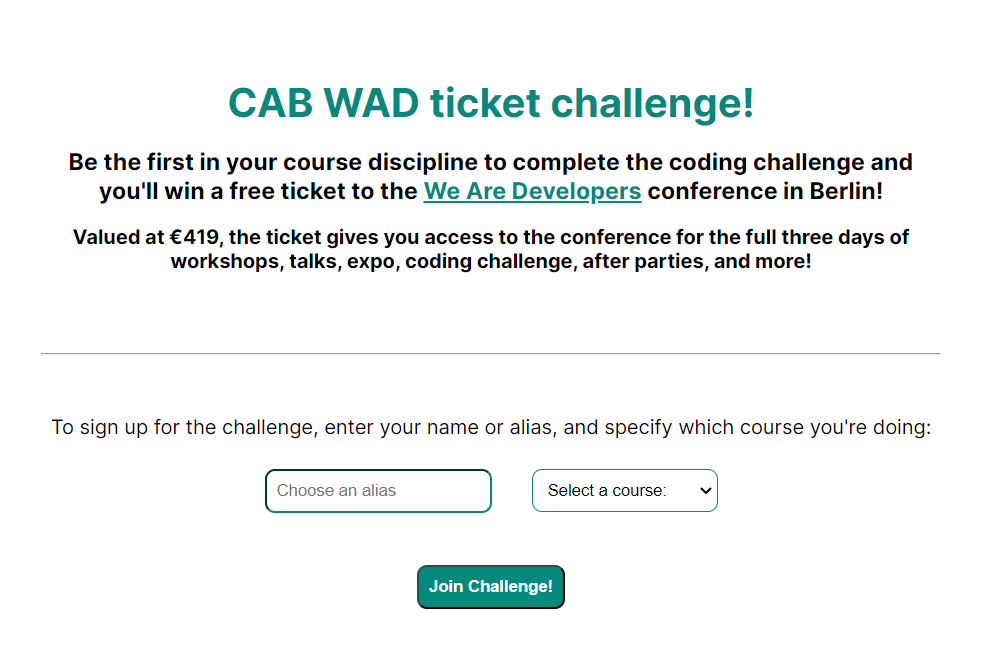 CAB WAD ticket challenge!
Be the first in your course discipline to complete the coding challenge and
you'll win a free ticket to the We Are Developers conference in Berlin!
Valued at €419, the ticket gives you access to the conference for the full three days of
workshops, talks, expo, coding challenge, after parties, and more!
To sign up for the challenge, enter your name or alias, and specify which course you're doing:
Choose an alias
Select a course:
Join Challenge!